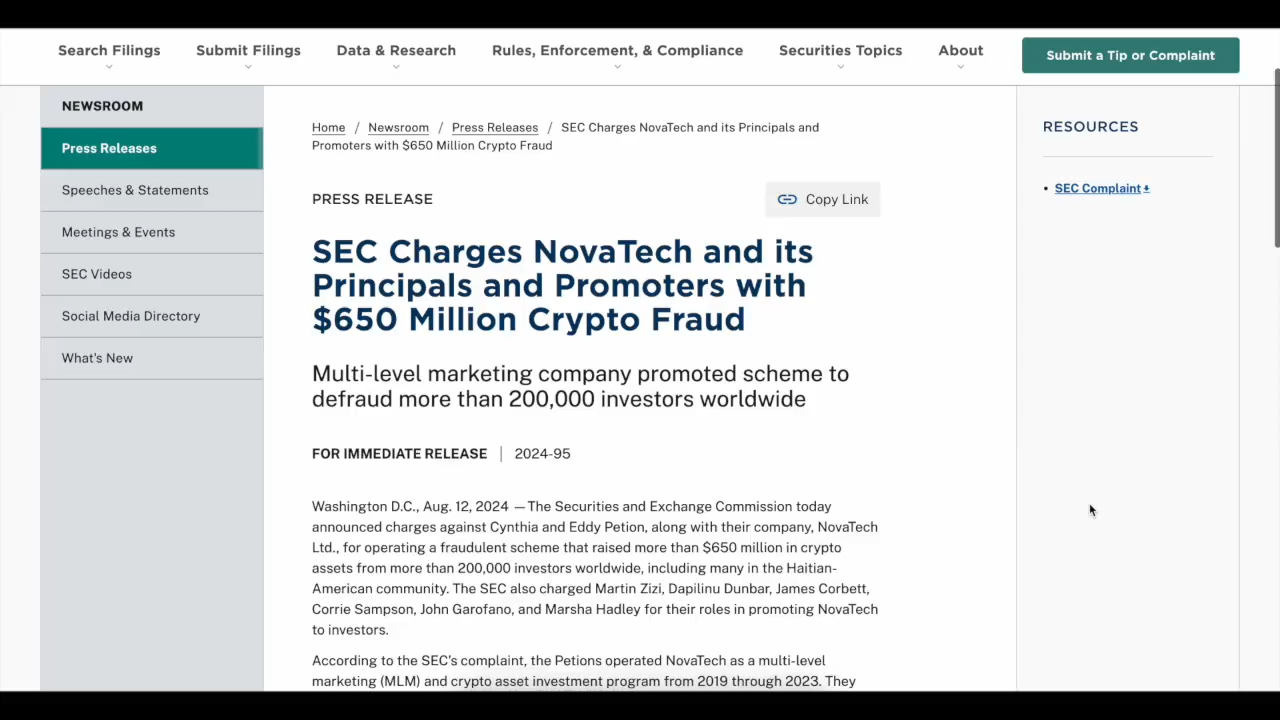 Search Filings
Submit Filings
Data & Research
Rules, Enforcement, & Compliance
Securities Topics
About
Submit a Tip or Complaint
NEWSROOM
Press Releases
Speeches & Statements
Meetings & Events
SEC Videos
Social Media Directory
What's New
Home / Newsroom / Press Releases / SEC Charges NovaTech and its Principals and
Promoters with $650 Million Crypto Fraud
PRESS RELEASE
Copy Link
SEC Charges NovaTech and its
Principals and Promoters with
$650 Million Crypto Fraud
Multi-level marketing company promoted scheme to
defraud more than 200,000 investors worldwide
FOR IMMEDIATE RELEASE | 2024-95
Washington D.C., Aug. 12, 2024 — The Securities and Exchange Commission today
announced charges against Cynthia and Eddy Petion, along with their company, NovaTech
Ltd., for operating a fraudulent scheme that raised more than $650 million in crypto
assets from more than 200,000 investors worldwide, including many in the Haitian-
American community. The SEC also charged Martin Zizi, Dapilinu Dunbar, James Corbett,
Corrie Sampson, John Garofano, and Marsha Hadley for their roles in promoting NovaTech
to investors.
According to the SEC's complaint, the Petions operated NovaTech as a multi-level
marketing (MLM) and crypto asset investment program from 2019 through 2023. They
RESOURCES
• SEC Complaint